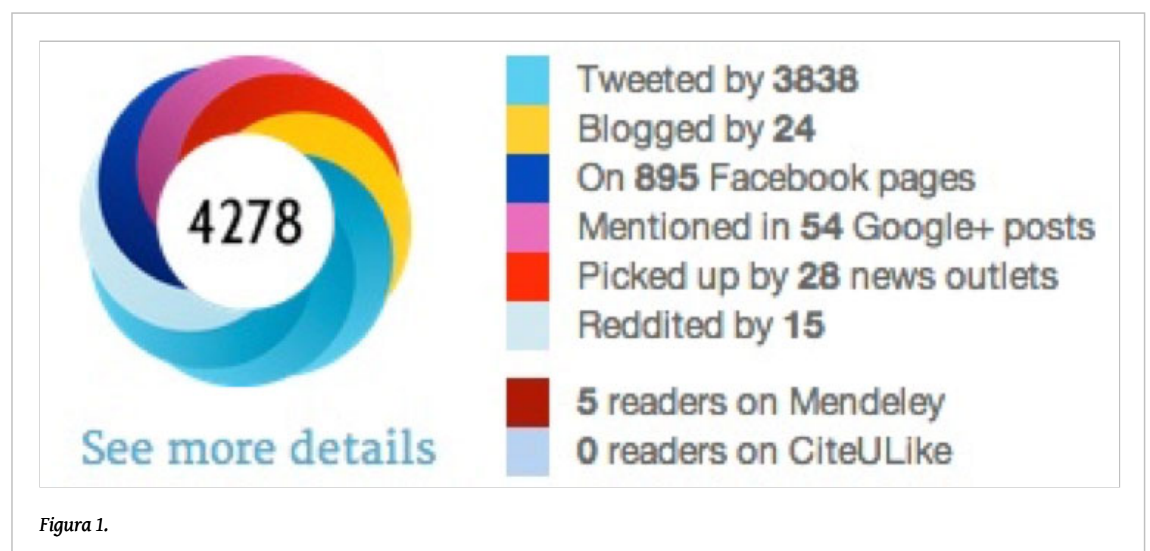 4278
See more details
Tweeted by 3838
Blogged by 24
On 895 Facebook pages
Mentioned in 54 Google+ posts
Picked up by 28 news outlets
Reddited by 15
5 readers on Mendeley
0 readers on CiteULike
Figura 1.